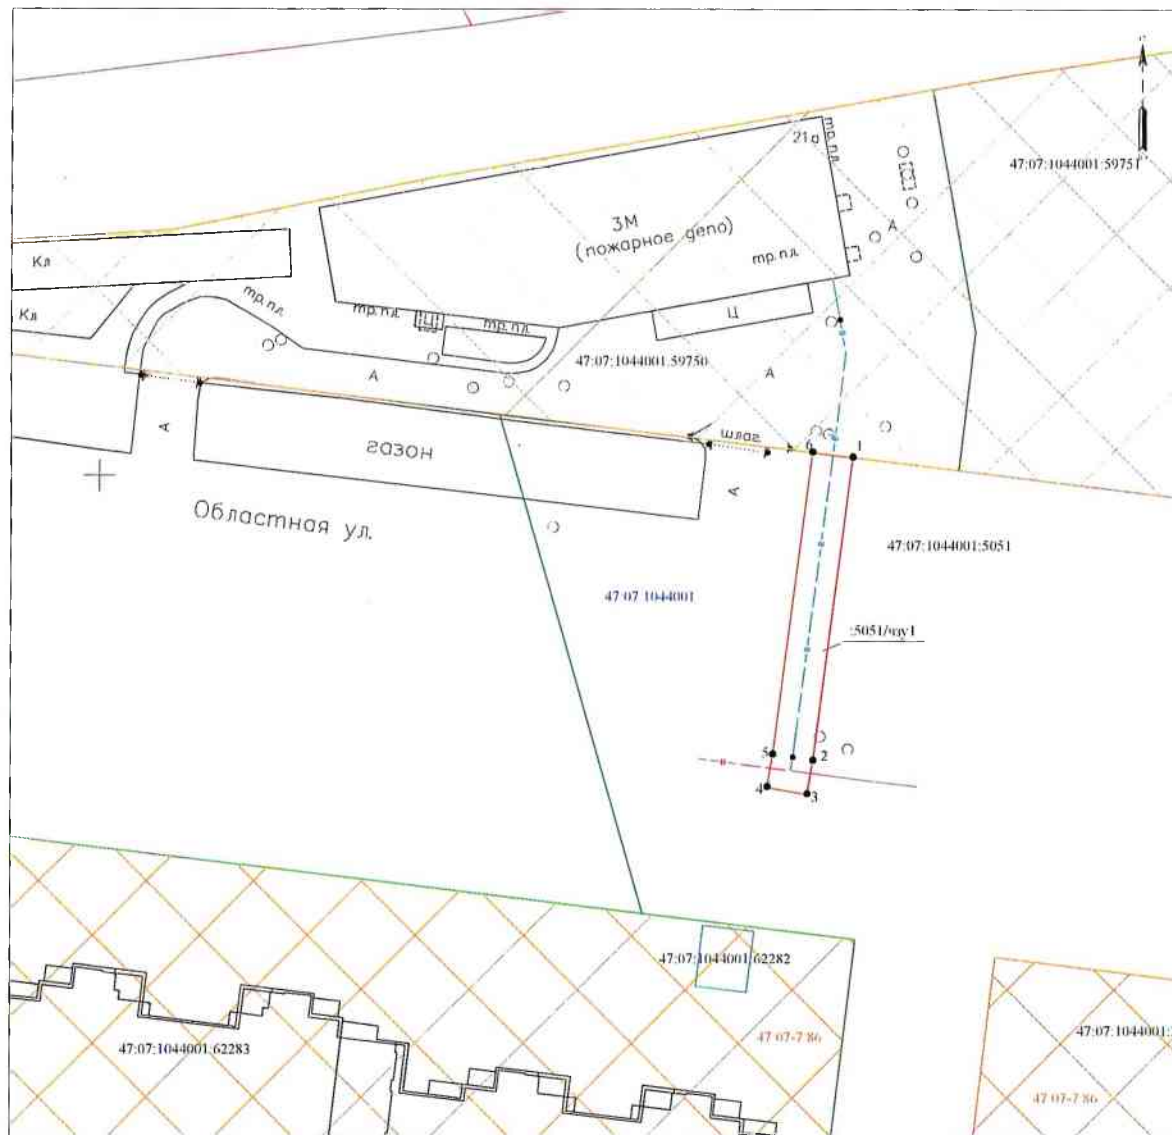 с
21а
тр. пл.
47:07:1044001:59751
3М
(пожарное депо)
А
тр. пл.
Кл
тр. пл.
Кл
тр. пл.
Ц
тр. пл.
Ц
47:07:1044001:59750
А
А
шлаг
6
1
А
газон
А
Областная ул.
47:07:1044001:5051
47 07 1044001
:5051/чзу1
в
5
2
4
3
47:07:1044001:62282
47 07-7 86
47:07:1044001:62283
47:07:1044001:
47 07-7 86